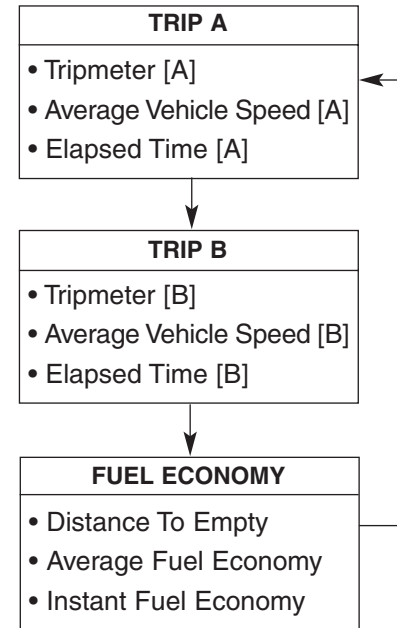 TRIP A
• Tripmeter [A]
• Average Vehicle Speed [A]
• Elapsed Time [A]
TRIP B
• Tripmeter [B]
• Average Vehicle Speed [B]
• Elapsed Time [B]
FUEL ECONOMY
• Distance To Empty
• Average Fuel Economy
• Instant Fuel Economy